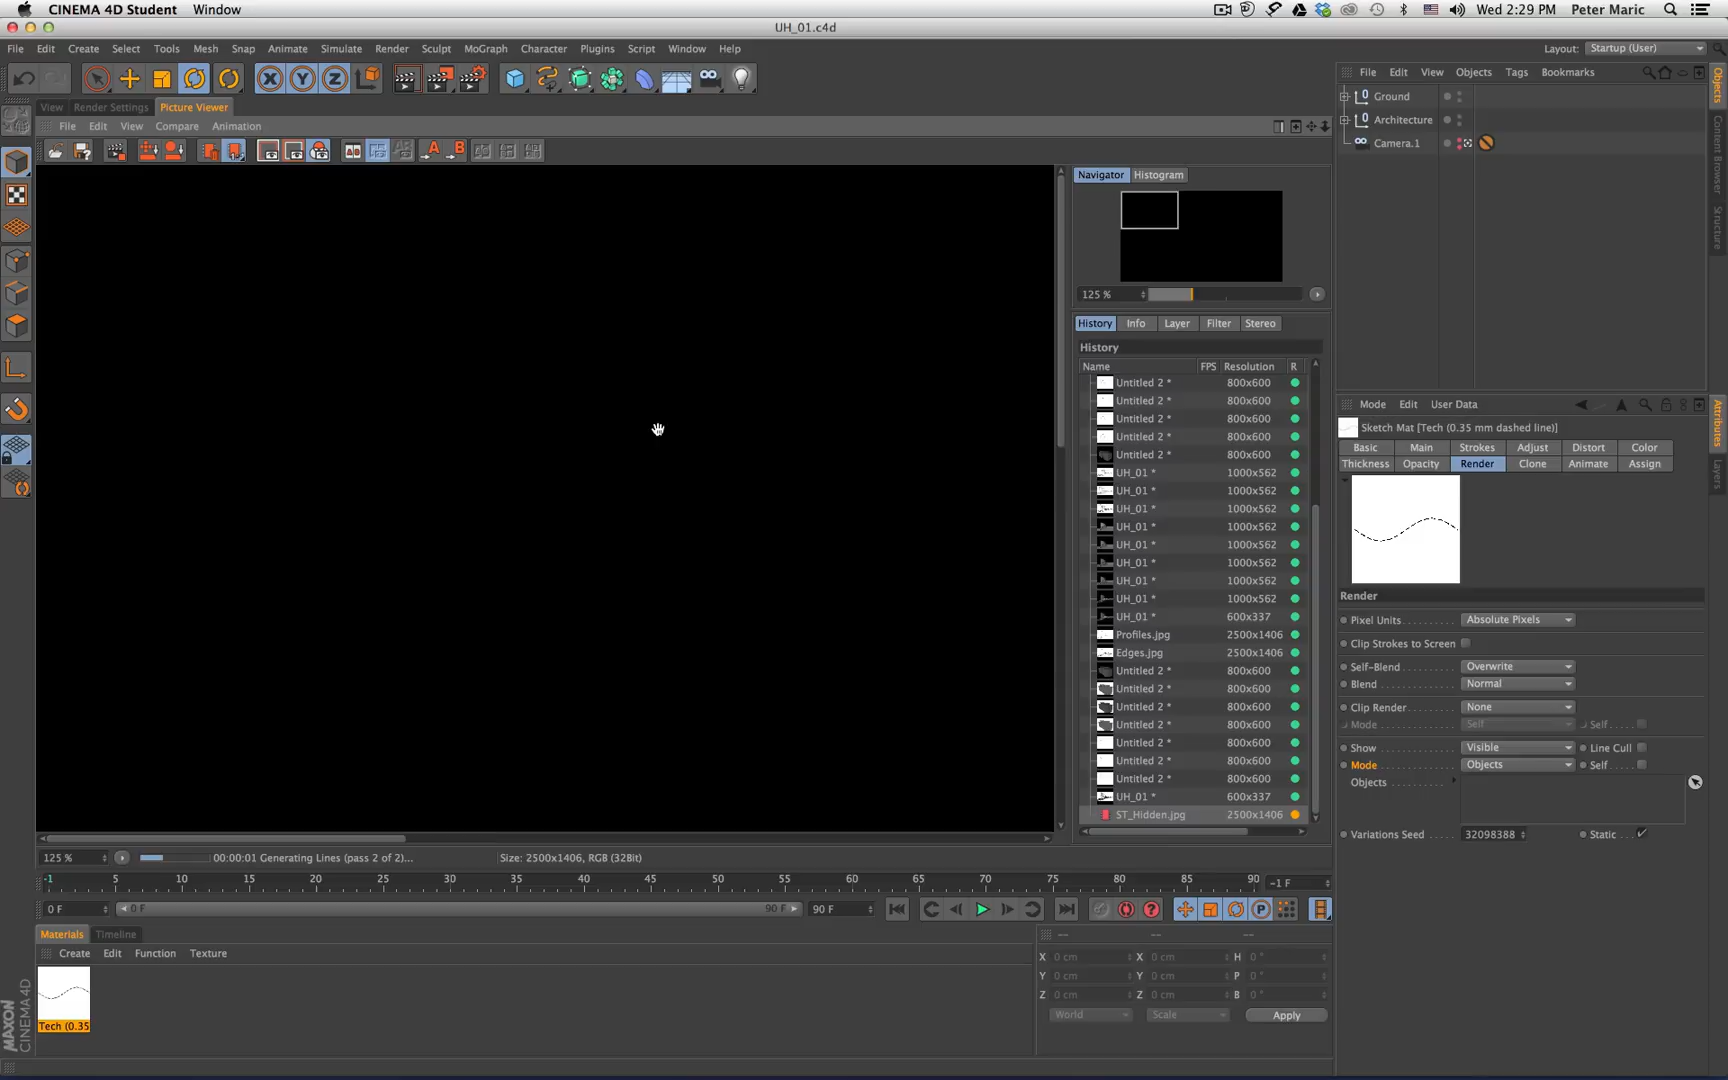 CINEMA 4D Student Window
Wed 2:29 PM Peter Maric
UH_01.c4d
File Edit Create Select Tools Mesh Snap Animate Simulate Render Sculpt MoGraph Character Plugins Script Window Help
Layout: Startup (User)
View Render Settings Picture Viewer
File Edit View Compare Animation
File Edit View Objects Tags Bookmarks
Ground
Architecture
Camera.1
Navigator Histogram
125 %
History Info Layer Filter Stereo
History
Name FPS Resolution R
Untitled 2 * 800x600
Untitled 2 * 800x600
Untitled 2 * 800x600
Untitled 2 * 800x600
Untitled 2 * 800x600
UH_01 * 1000x562
UH_01 * 1000x562
UH_01 * 1000x562
UH_01 * 1000x562
UH_01 * 1000x562
UH_01 * 1000x562
UH_01 * 1000x562
UH_01 * 1000x562
UH_01 * 600x337
Profiles.jpg 2500x1406
Edges.jpg 2500x1406
Untitled 2 * 800x600
Untitled 2 * 800x600
Untitled 2 * 800x600
Untitled 2 * 800x600
Untitled 2 * 800x600
Untitled 2 * 800x600
Untitled 2 * 800x600
UH_01 * 600x337
ST_Hidden.jpg 2500x1406
Mode Edit User Data
Sketch Mat [Tech (0.35 mm dashed line)]
Basic Main Strokes Adjust Distort Color
Thickness Opacity Render Clone Animate Assign
Render
Pixel Units Absolute Pixels
Clip Strokes to Screen
Self-Blend Overwrite
Blend Normal
Clip Render None
Mode Self Self
Show Visible Line Cull
Mode Objects Self
Objects
Variations Seed 32098388 Static
Objects
Content Browser
Structure
Attributes
Layers
125 % 00:00:01 Generating Lines (pass 2 of 2)... Size: 2500x1406, RGB (32Bit)
-1 5 10 15 20 25 30 35 40 45 50 55 60 65 70 75 80 85 90 -1 F
0 F 0 F 90 F 90 F
Materials Timeline
Create Edit Function Texture
Tech (0.35
-- -- --
X 0 cm X 0 cm H 0 °
Y 0 cm Y 0 cm P 0 °
Z 0 cm Z 0 cm B 0 °
World Scale Apply
MAXON
CINEMA 4D